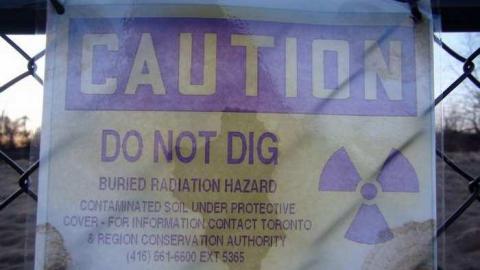 CAUTION
DO NOT DIG
BURIED RADIATION HAZARD
CONTAMINATED SOIL UNDER PROTECTIVE
COVER - FOR INFORMATION CONTACT TORONTO
& REGION CONSERVATION AUTHORITY
(416) 661-6600 EXT 5365